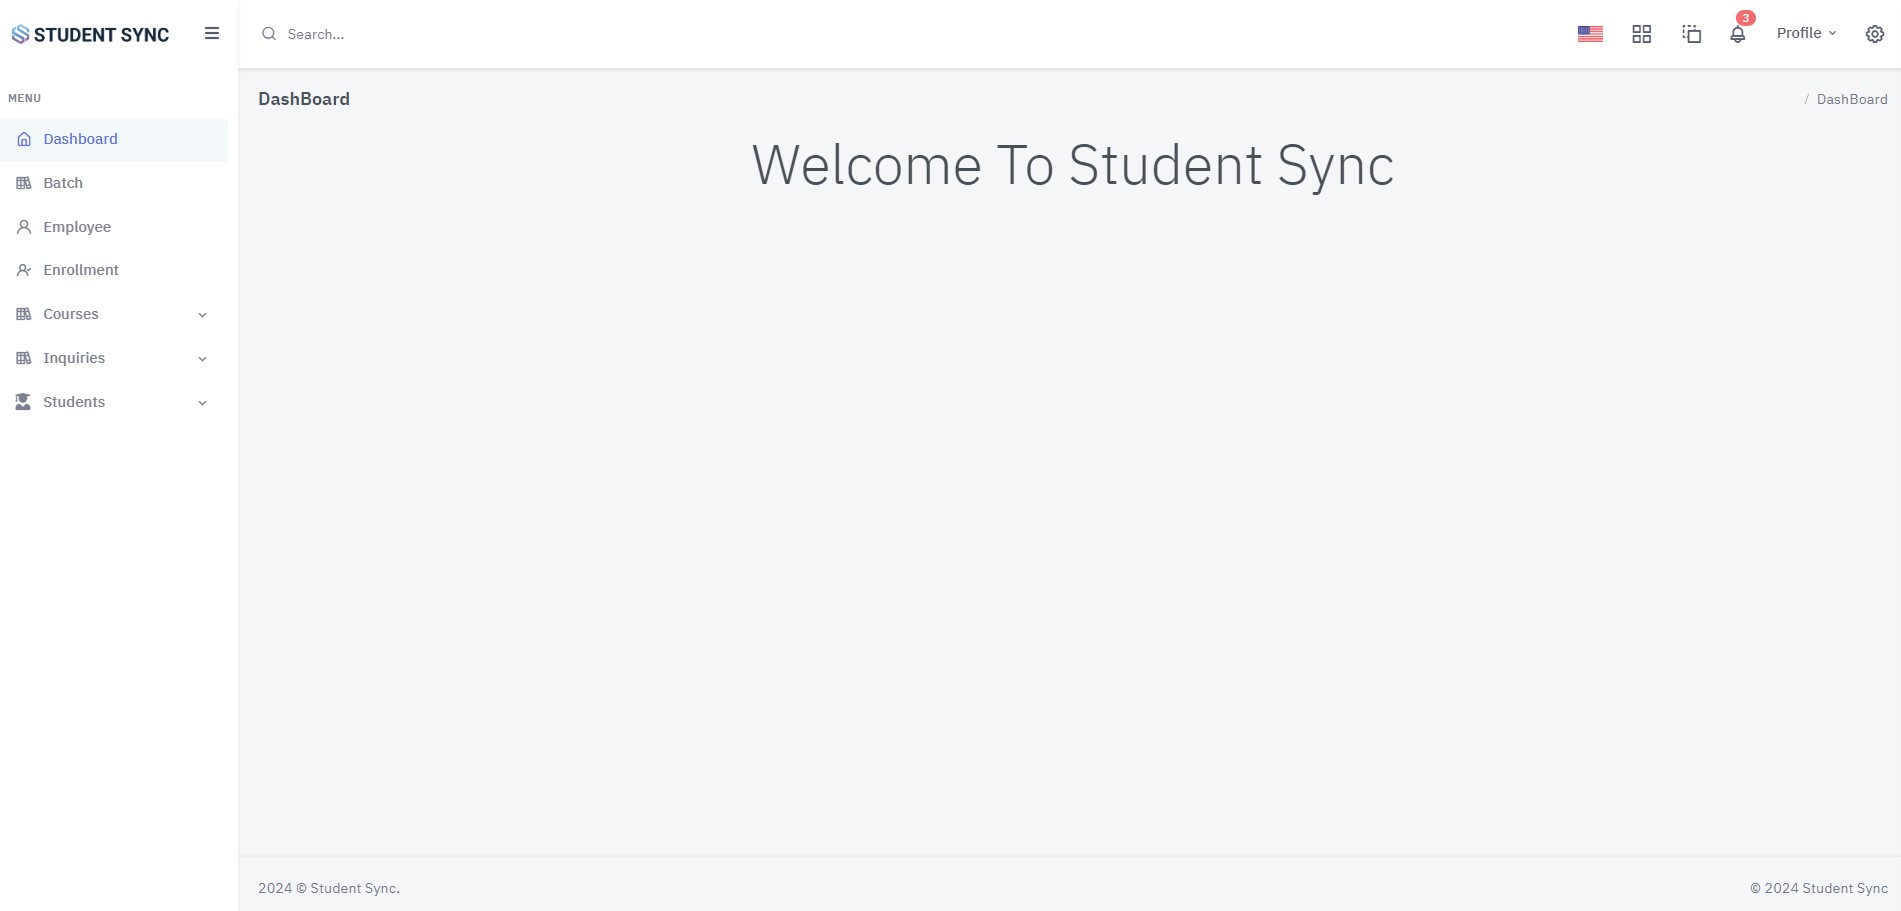 STUDENT SYNC
Search...
3
Profile
MENU
Dashboard
Batch
Employee
Enrollment
Courses
Inquiries
Students
DashBoard
/ DashBoard
Welcome To Student Sync
2024 © Student Sync.
© 2024 Student Sync